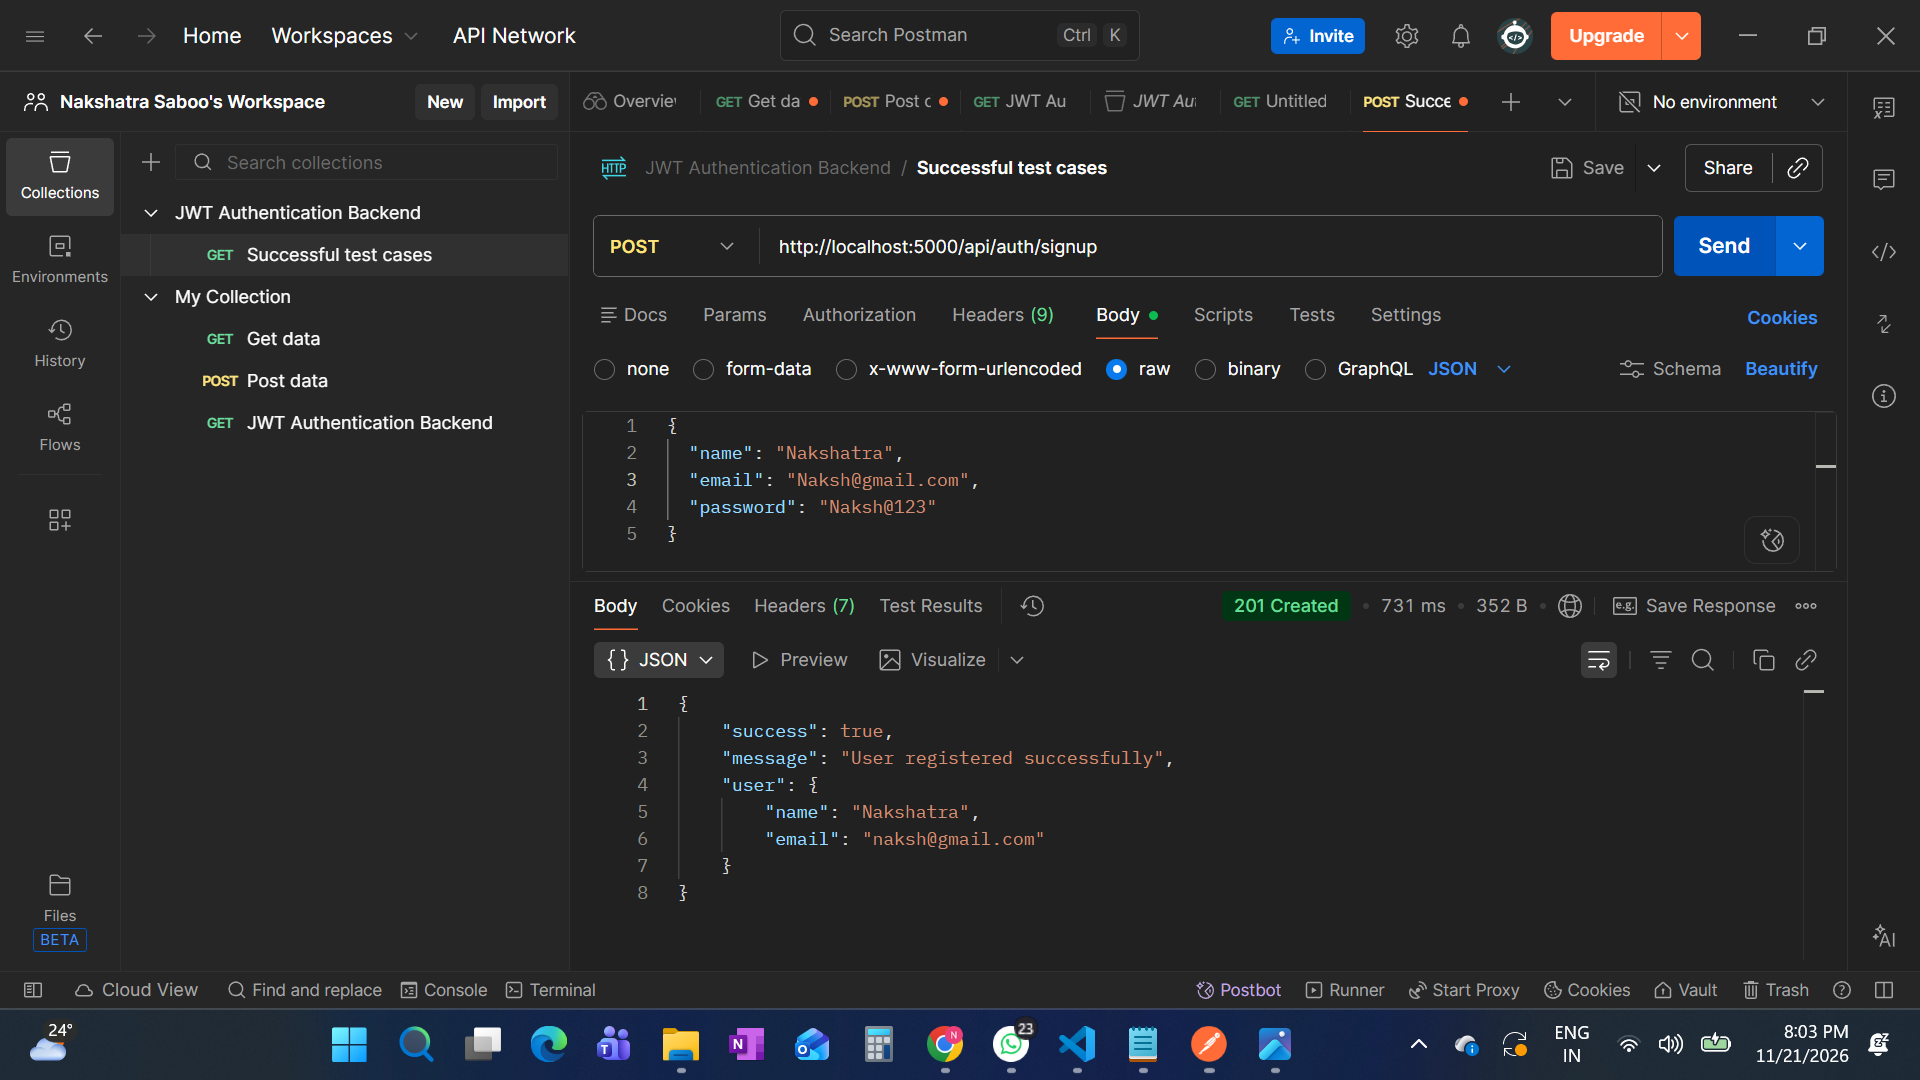 Home Workspaces API Network Search Postman Ctrl K Invite Upgrade
Nakshatra Saboo's Workspace New Import Overvie GET Get da POST Post c GET JWT Au JWT Au GET Untitled POST Succe No environment
Collections
Environments
History
Flows
Files
BETA
Search collections
JWT Authentication Backend
GET Successful test cases
My Collection
GET Get data
POST Post data
GET JWT Authentication Backend
HTTP JWT Authentication Backend / Successful test cases Save Share
POST http://localhost:5000/api/auth/signup Send
Docs Params Authorization Headers (9) Body Scripts Tests Settings Cookies
none form-data x-www-form-urlencoded raw binary GraphQL JSON Schema Beautify
1 {
2 "name": "Nakshatra",
3 "email": "Naksh@gmail.com",
4 "password": "Naksh@123"
5 }
Body Cookies Headers (7) Test Results 201 Created • 731 ms • 352 B • e.g. Save Response
{} JSON Preview Visualize
1 {
2 "success": true,
3 "message": "User registered successfully",
4 "user": {
5 "name": "Nakshatra",
6 "email": "naksh@gmail.com"
7 }
8 }
AI
Cloud View Find and replace Console Terminal Postbot Runner Start Proxy Cookies Vault Trash
24° 23 ENG IN 8:03 PM
11/21/2026